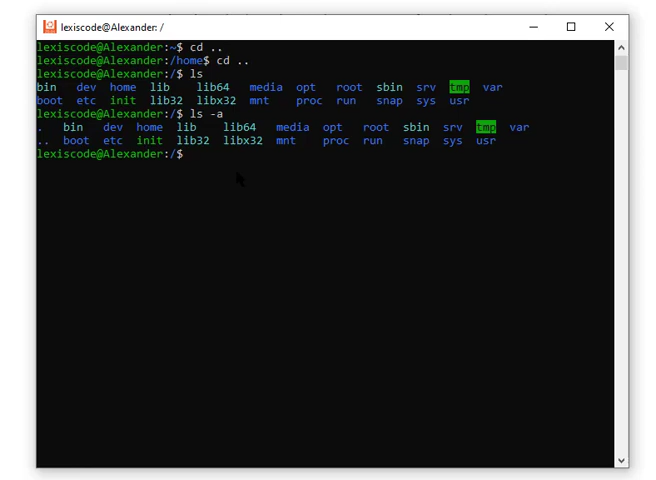 lexiscode@Alexander: /
lexiscode@Alexander:~$ cd ..
lexiscode@Alexander:/home$ cd ..
lexiscode@Alexander:/$ ls
bin dev home lib lib64 media opt root sbin srv tmp var
boot etc init lib32 libx32 mnt proc run snap sys usr
lexiscode@Alexander:/$ ls -a
. bin dev home lib lib64 media opt root sbin srv tmp var
.. boot etc init lib32 libx32 mnt proc run snap sys usr
lexiscode@Alexander:/$